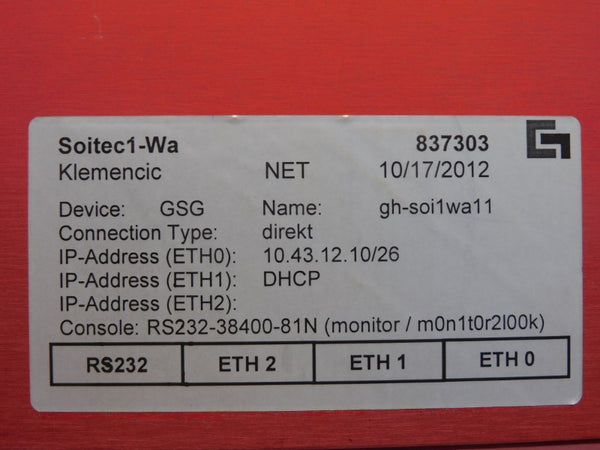 Soitec1-Wa 837303
Klemencic NET 10/17/2012
Device: GSG Name: gh-soi1wa11
Connection Type: direkt
IP-Address (ETH0): 10.43.12.10/26
IP-Address (ETH1): DHCP
IP-Address (ETH2):
Console: RS232-38400-81N (monitor / m0n1t0r2l00k)
RS232 ETH 2 ETH 1 ETH 0